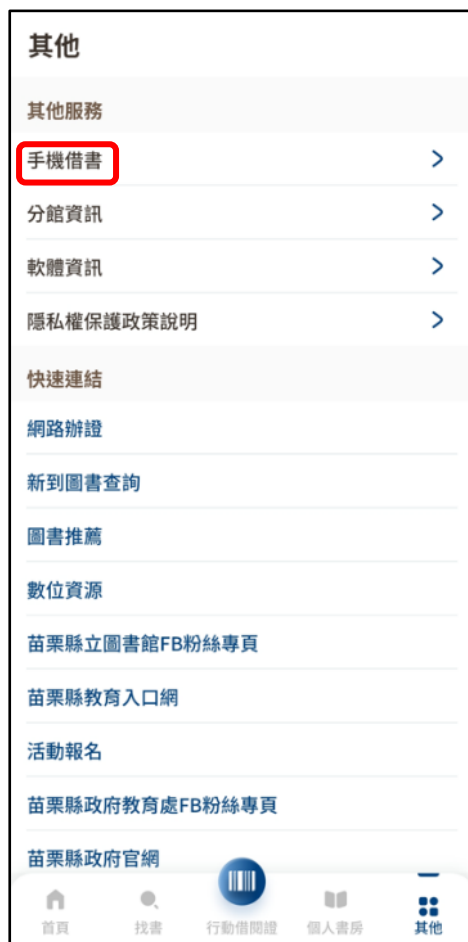 其他
其他服務
手機借書
分館資訊
軟體資訊
隱私權保護政策說明
快速連結
網路辦證
新到圖書查詢
圖書推薦
數位資源
苗栗縣立圖書館FB粉絲專頁
苗栗縣教育入口網
活動報名
苗栗縣政府教育處FB粉絲專頁
苗栗縣政府官網
首頁 找書 行動借閱證 個人書房 其他